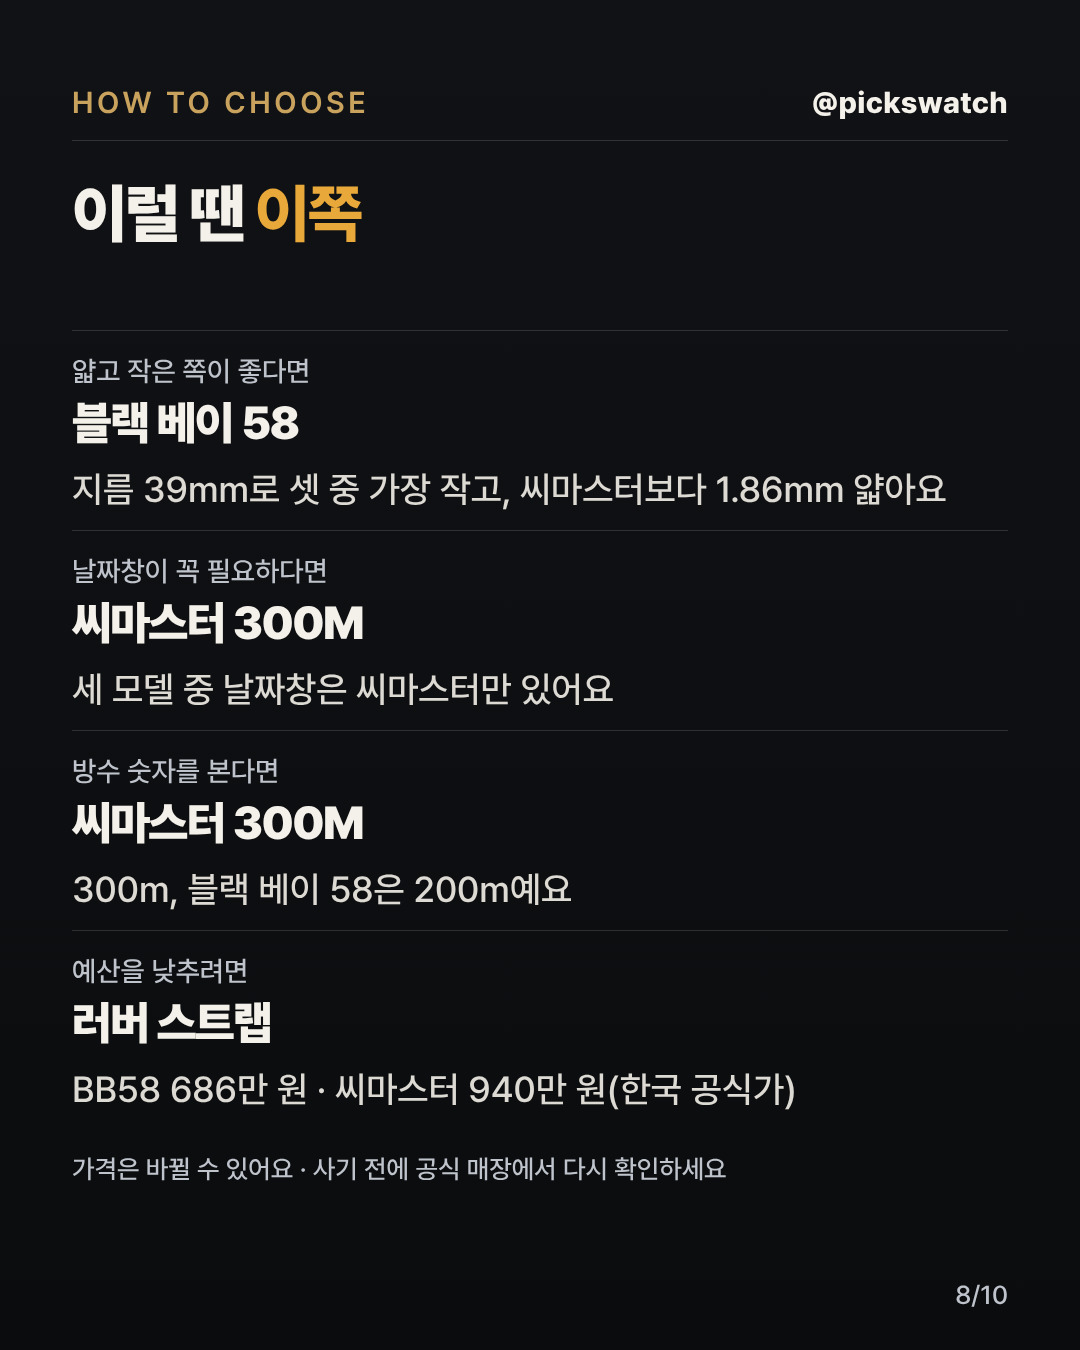 HOW TO CHOOSE
@pickswatch
이럴 땐 이쪽
얇고 작은 쪽이 좋다면
블랙 베이 58
지름 39mm로 셋 중 가장 작고, 씨마스터보다 1.86mm 얇아요
날짜창이 꼭 필요하다면
씨마스터 300M
세 모델 중 날짜창은 씨마스터만 있어요
방수 숫자를 본다면
씨마스터 300M
300m, 블랙 베이 58은 200m예요
예산을 낮추려면
러버 스트랩
BB58 686만 원 · 씨마스터 940만 원(한국 공식가)
가격은 바뀔 수 있어요 · 사기 전에 공식 매장에서 다시 확인하세요
8/10